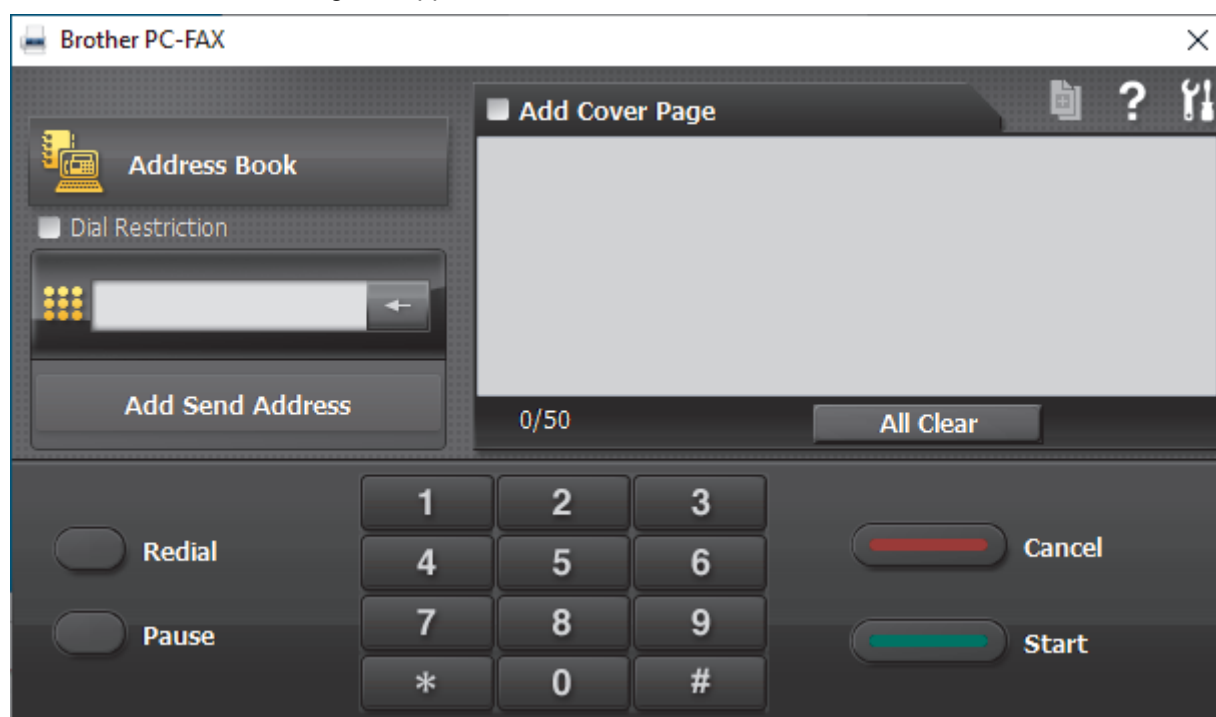 Brother PC-FAX
Add Cover Page
?
Address Book
Dial Restriction
Add Send Address
0/50
All Clear
1 2 3
4 5 6
7 8 9
* 0 #
Redial
Pause
Cancel
Start